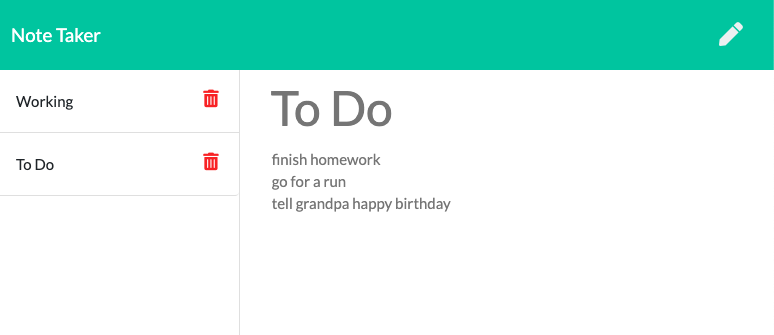 Note Taker
Working
To Do
To Do
finish homework
go for a run
tell grandpa happy birthday